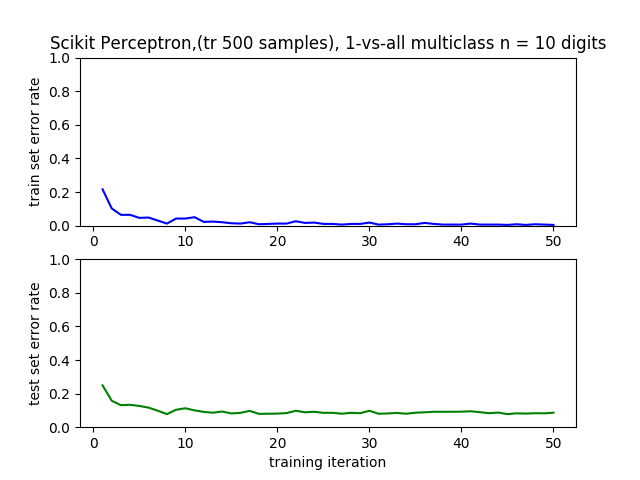 Scikit Perceptron,(tr 500 samples), 1-vs-all multiclass n = 10 digits
train set error rate
1.0
0.8
0.6
0.4
0.2
0.0
0 10 20 30 40 50
test set error rate
1.0
0.8
0.6
0.4
0.2
0.0
0 10 20 30 40 50
training iteration